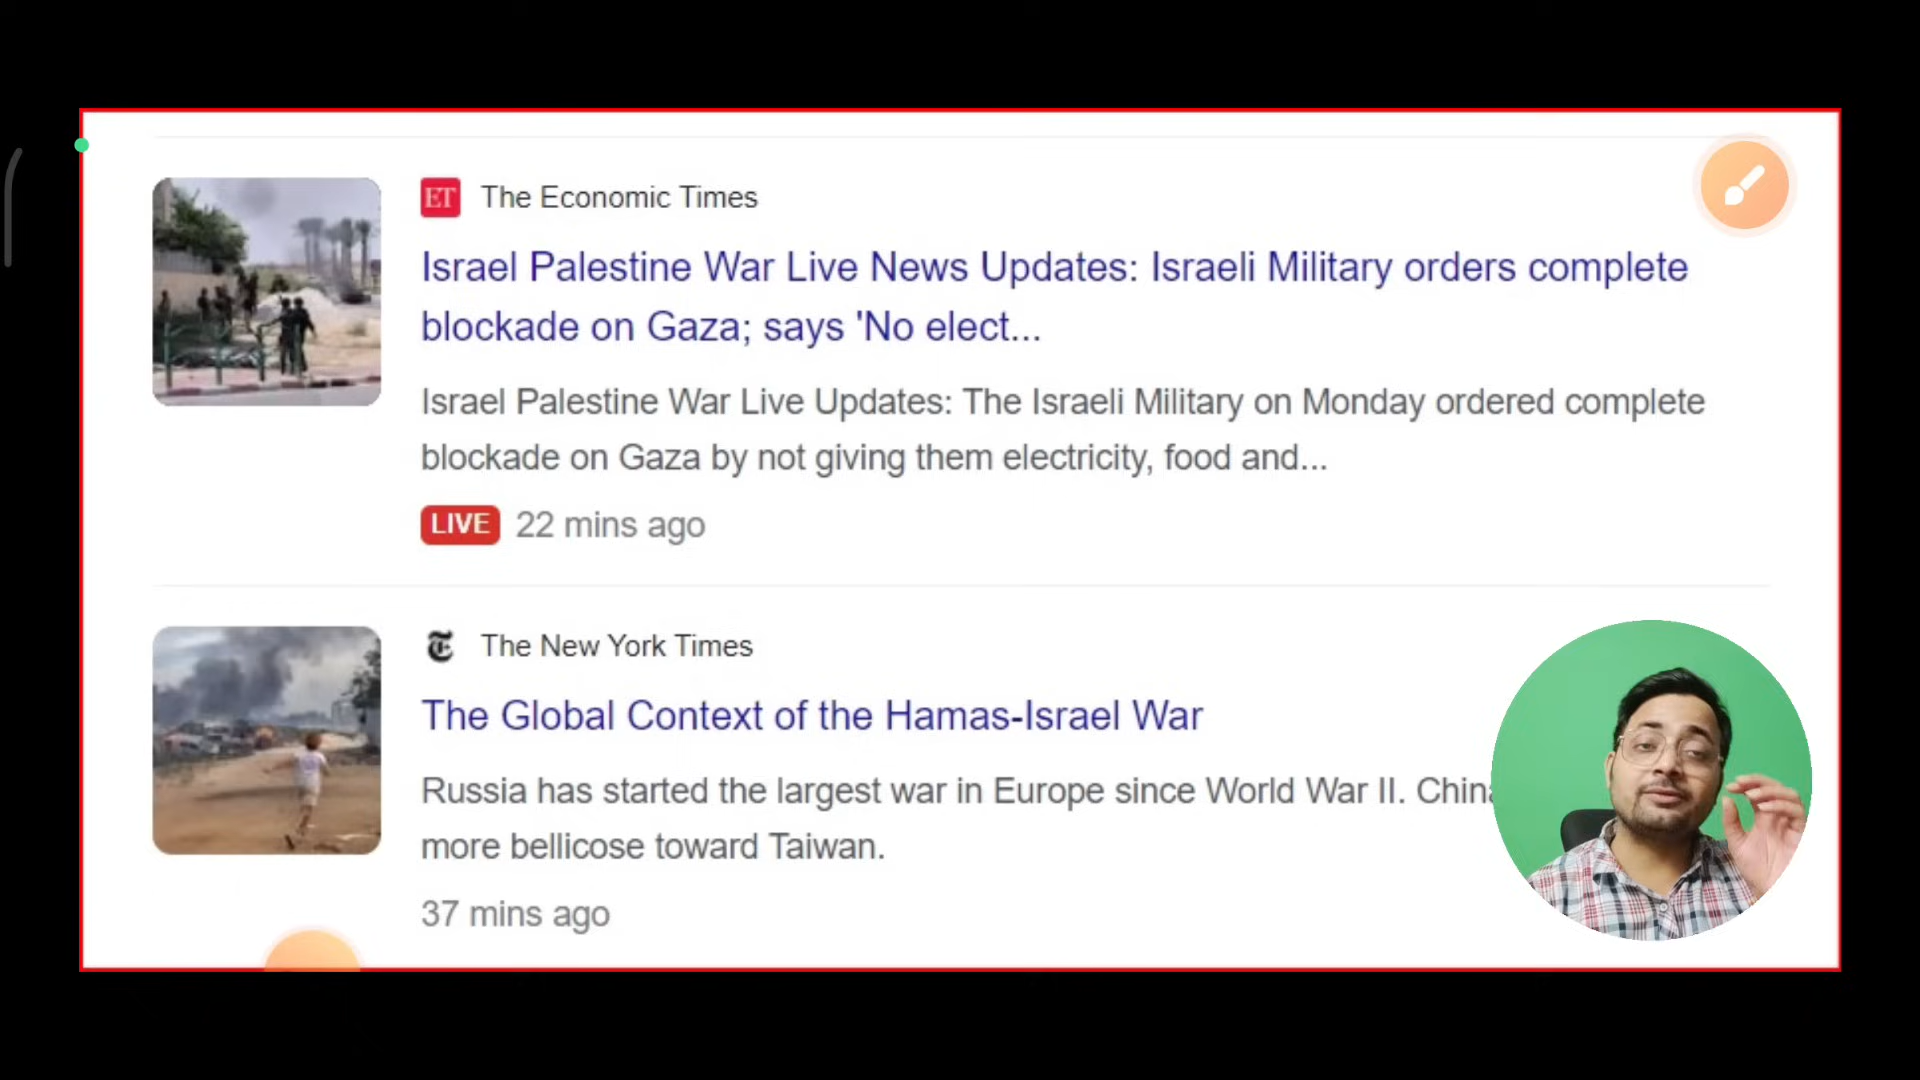 ET The Economic Times
Israel Palestine War Live News Updates: Israeli Military orders complete
blockade on Gaza; says 'No elect...
Israel Palestine War Live Updates: The Israeli Military on Monday ordered complete
blockade on Gaza by not giving them electricity, food and...
LIVE 22 mins ago
The New York Times
The Global Context of the Hamas-Israel War
Russia has started the largest war in Europe since World War II.
more bellicose toward Taiwan.
37 mins ago